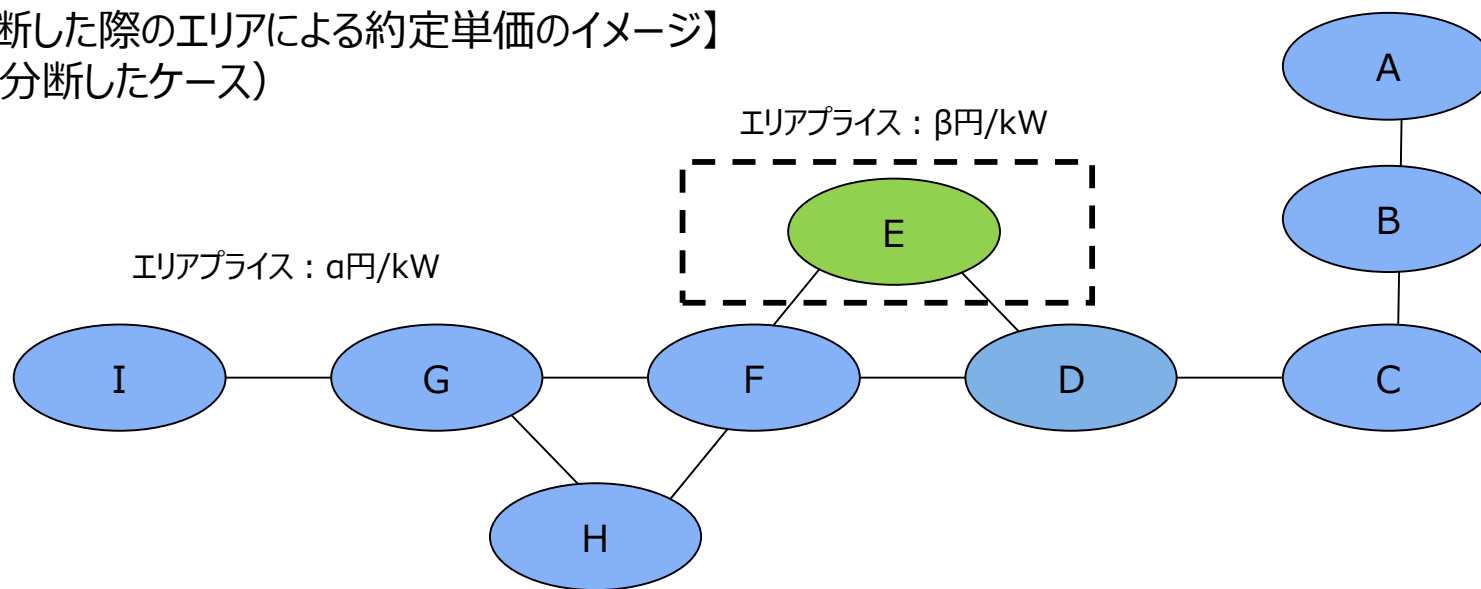 断した際のエリアによる約定単価のイメージ】
分断したケース）
A
エリアプライス：β円/kW
B
E
エリアプライス：α円/kW
I
G
F
D
C
H